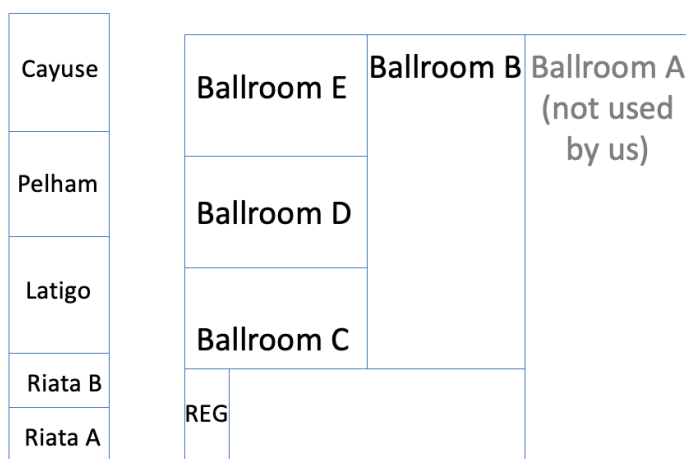 Cayuse
Pelham
Latigo
Riata B
Riata A
Ballroom E
Ballroom D
Ballroom C
REG
Ballroom B
Ballroom A
(not used
by us)